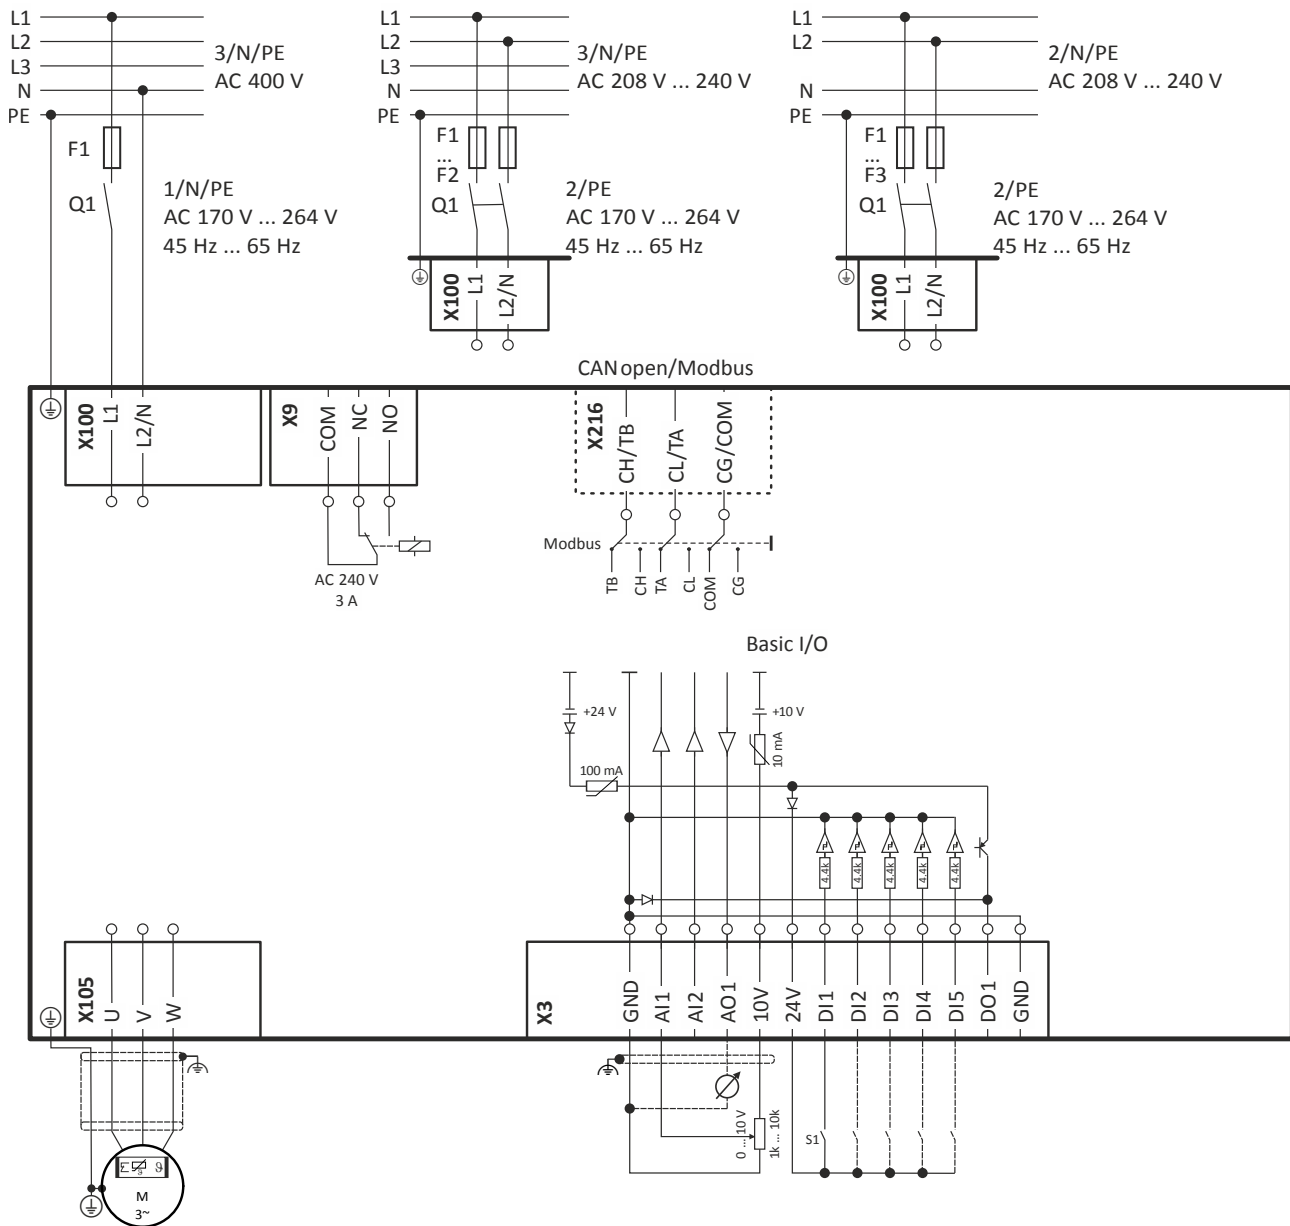 L1
L2
L3
N
PE
3/N/PE
AC 400 V
F1
Q1
1/N/PE
AC 170 V ... 264 V
45 Hz ... 65 Hz
L1
L2
L3
N
PE
3/N/PE
AC 208 V ... 240 V
F1
...
F2
Q1
2/PE
AC 170 V ... 264 V
45 Hz ... 65 Hz
X100
L1
L2/N
L1
L2
N
PE
2/N/PE
AC 208 V ... 240 V
F1
...
F3
Q1
2/PE
AC 170 V ... 264 V
45 Hz ... 65 Hz
X100
L1
L2/N
CANopen/Modbus
X100
L1
L2/N
X9
COM
NC
NO
AC 240 V
3 A
X216
CH/TB
CL/TA
CG/COM
Modbus
TB
CH
TA
CL
COM
CG
Basic I/O
+24 V
+10 V
100 mA
10 mA
4.4k
4.4k
4.4k
4.4k
4.4k
X105
U
V
W
X3
GND
AI1
AI2
AO1
10V
24V
DI1
DI2
DI3
DI4
DI5
DO1
GND
0 ... 10 V
1k ... 10k
S1
ϑ
M
3~